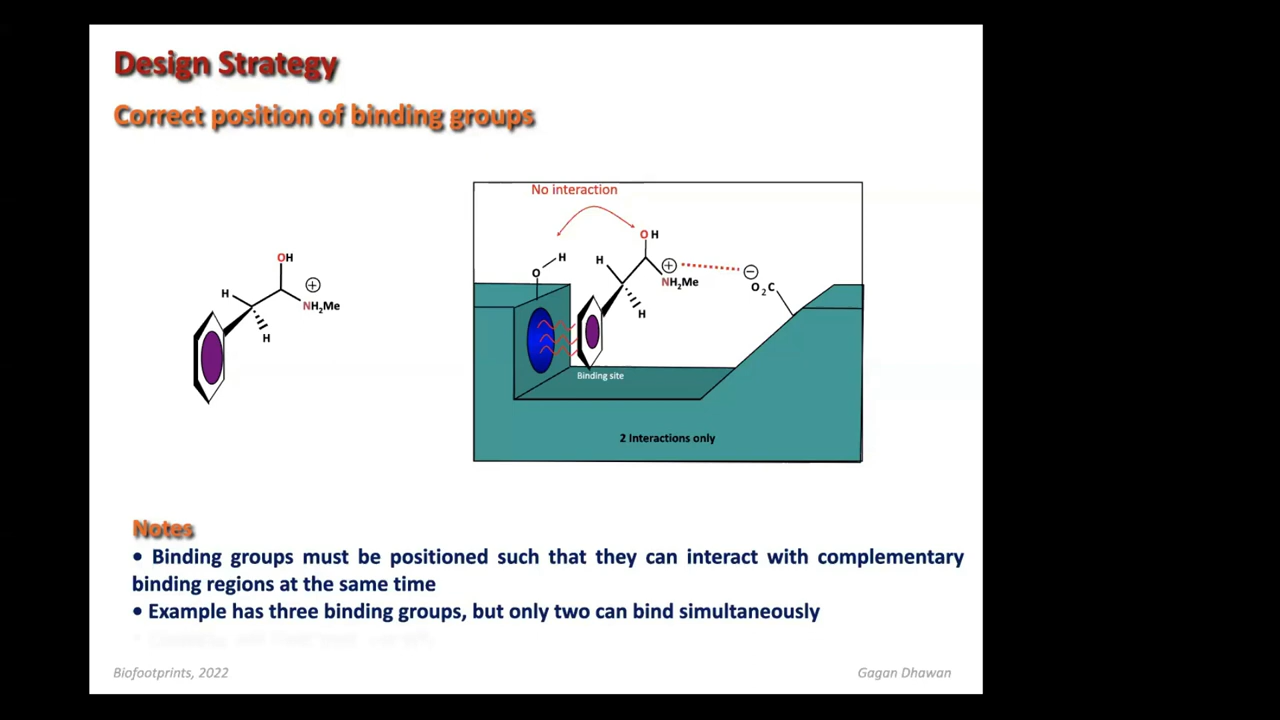 Design Strategy
Correct position of binding groups
No interaction
OH
H
O
H
OH
H
⊕
NH2Me
⊖
O2C
H
⊕
NH2Me
H
H
Binding site
2 Interactions only
Notes
• Binding groups must be positioned such that they can interact with complementary
binding regions at the same time
• Example has three binding groups, but only two can bind simultaneously
Biofootprints, 2022
Gagan Dhawan